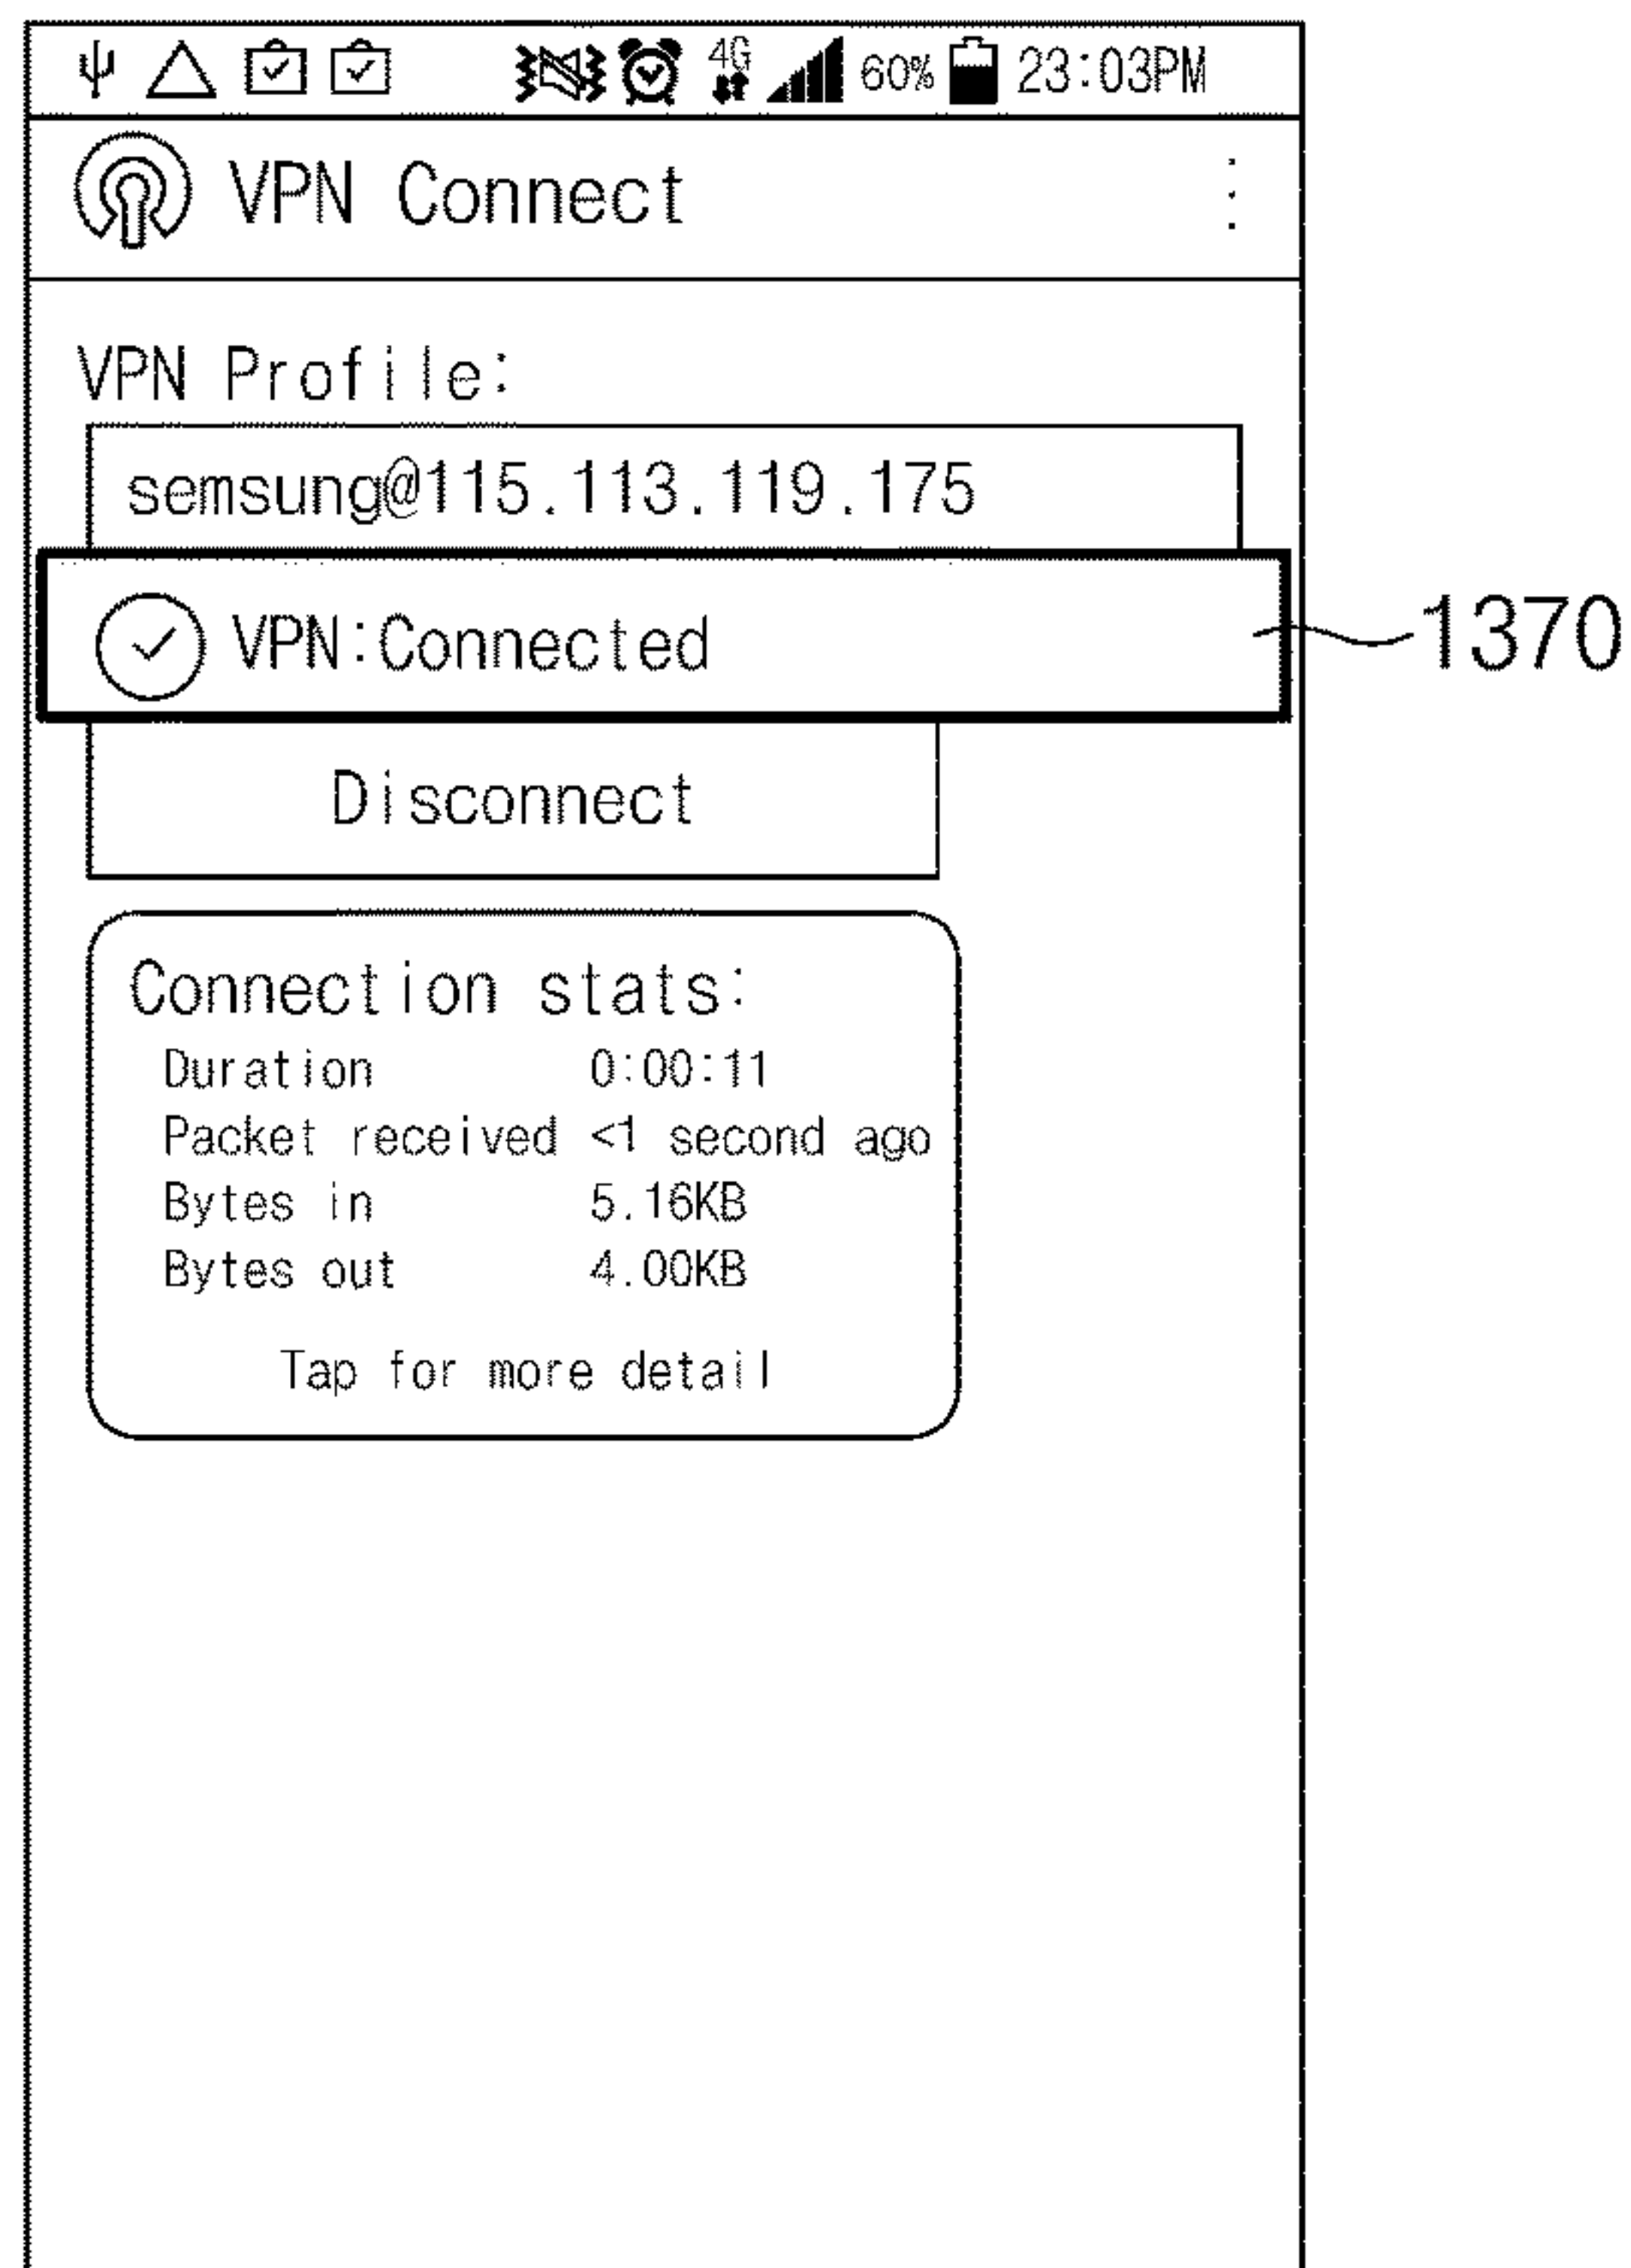 4G 60% 23:03PM
VPN Connect
VPN Profile:
semsung@115.113.119.175
VPN:Connected
1370
Disconnect
Connection stats:
Duration 0:00:11
Packet received <1 second ago
Bytes in 5.16KB
Bytes out 4.00KB
Tap for more detail